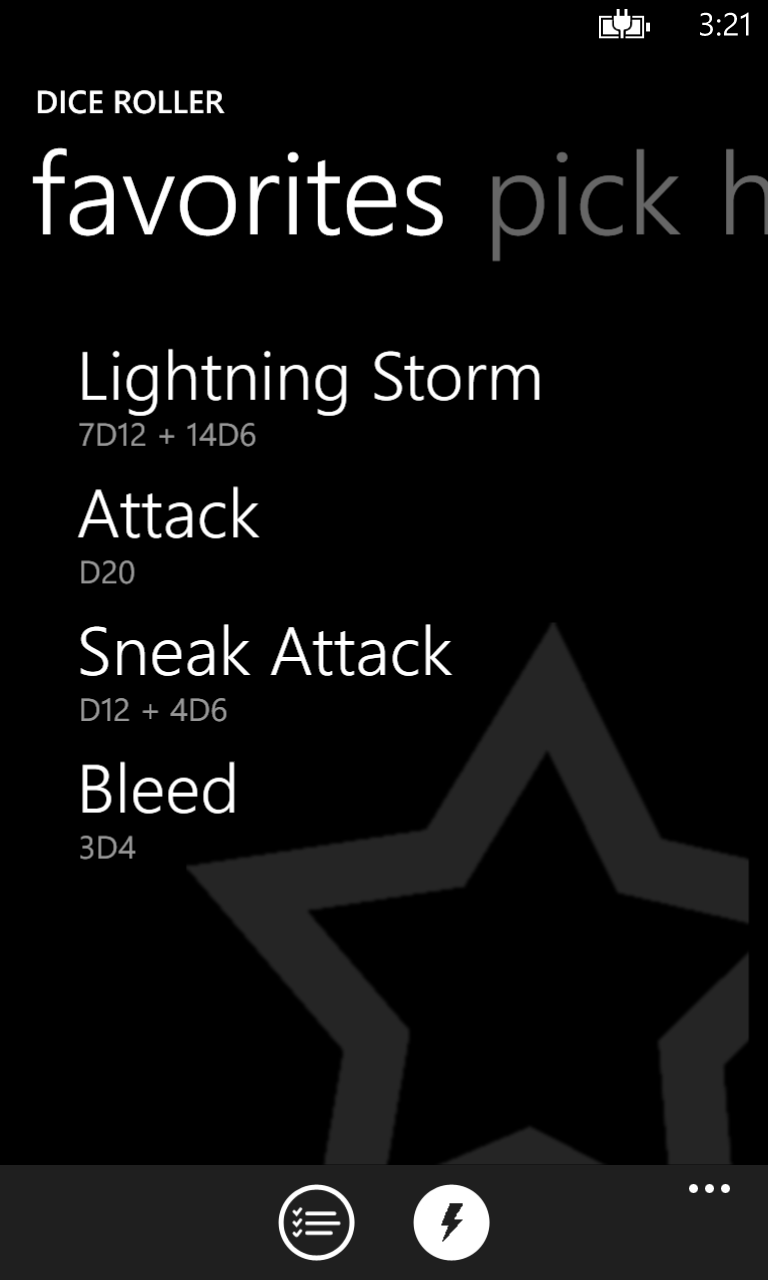 3:21
DICE ROLLER
favorites pick h
Lightning Storm
7D12 + 14D6
Attack
D20
Sneak Attack
D12 + 4D6
Bleed
3D4